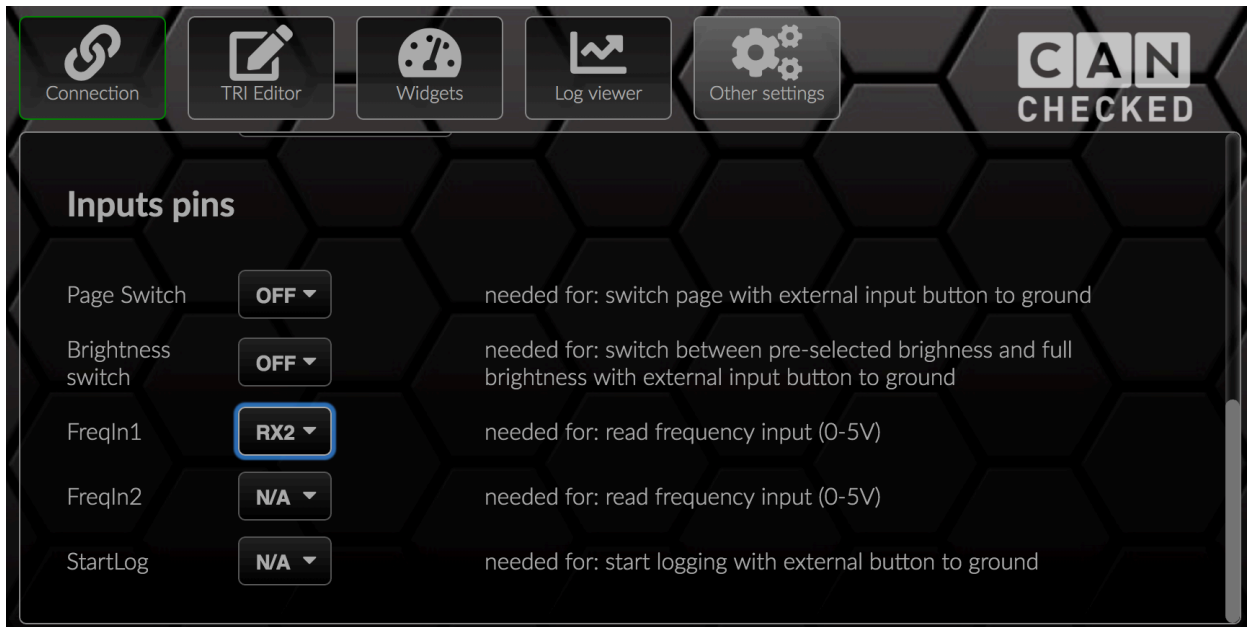 Connection
TRI Editor
Widgets
Log viewer
Other settings
CAN
CHECKED
Inputs pins
Page Switch
OFF
needed for: switch page with external input button to ground
Brightness
switch
OFF
needed for: switch between pre-selected brighness and full
brightness with external input button to ground
FreqIn1
RX2
needed for: read frequency input (0-5V)
FreqIn2
N/A
needed for: read frequency input (0-5V)
StartLog
N/A
needed for: start logging with external button to ground